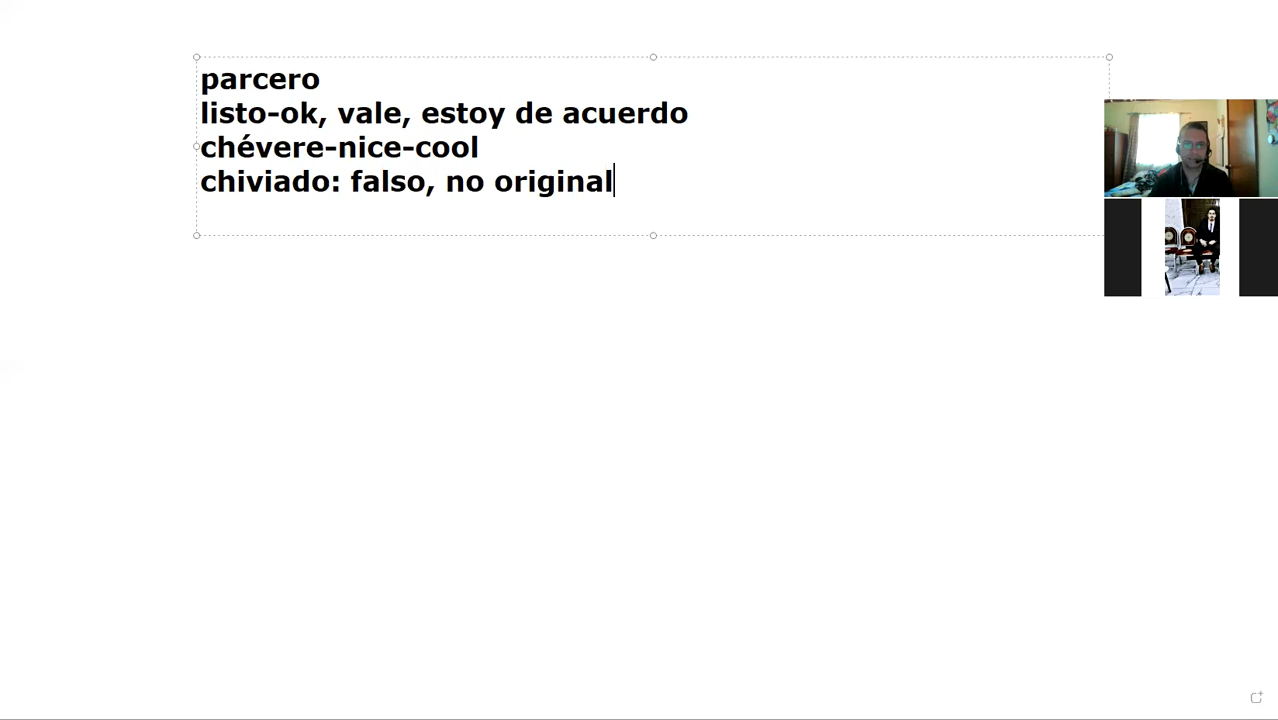 parcero
listo-ok, vale, estoy de acuerdo
chévere-nice-cool
chiviado: falso, no original